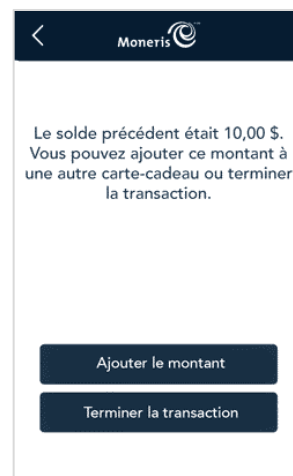 Moneris
Le solde précédent était 10,00 $.
Vous pouvez ajouter ce montant à
une autre carte-cadeau ou terminer
la transaction.
Ajouter le montant
Terminer la transaction